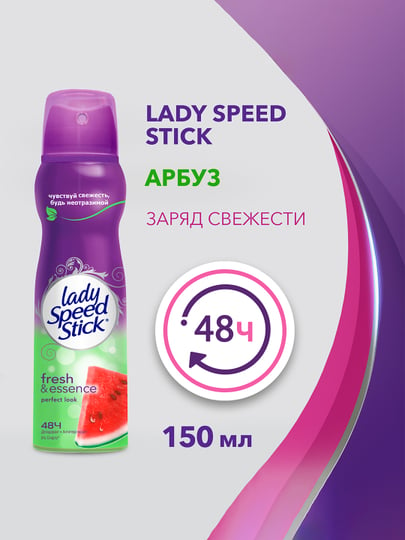 LADY SPEED
STICK
АРБУЗ
ЗАРЯД СВЕЖЕСТИ
48Ч
150 мл
чувствуй свежесть,
будь неотразимой
lady
Speed
Stick®
fresh
& essence
perfect look
48Ч